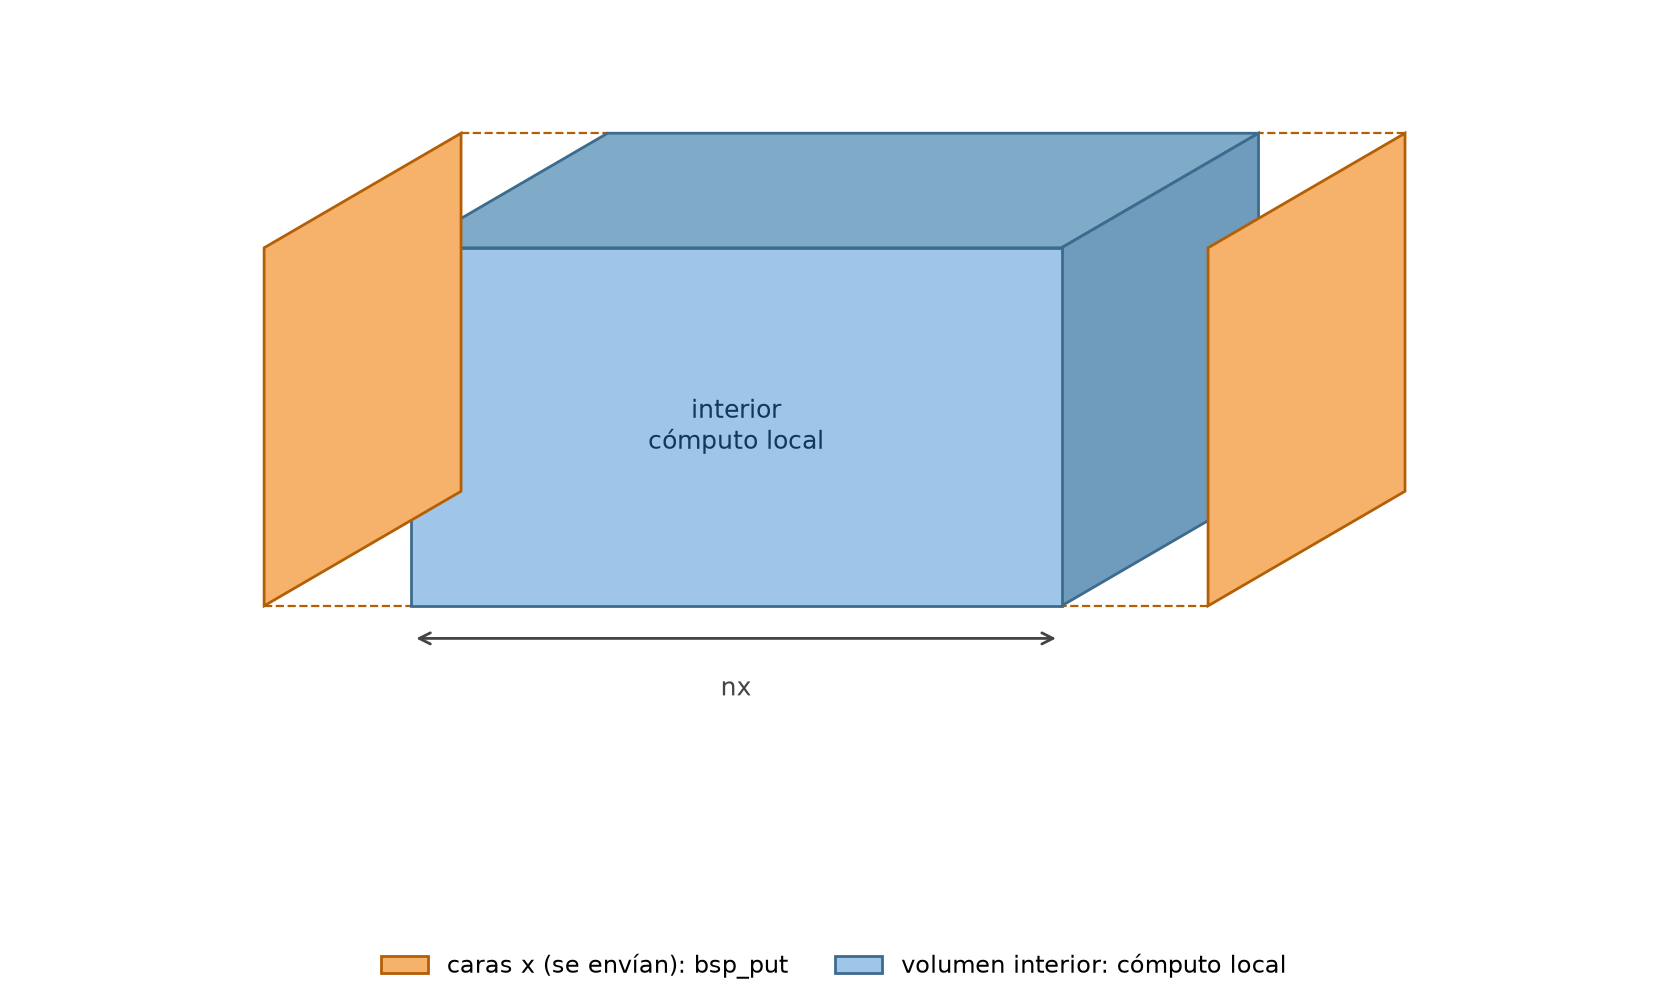 interior
cómputo local
nx
caras x (se envían): bsp_put
volumen interior: cómputo local